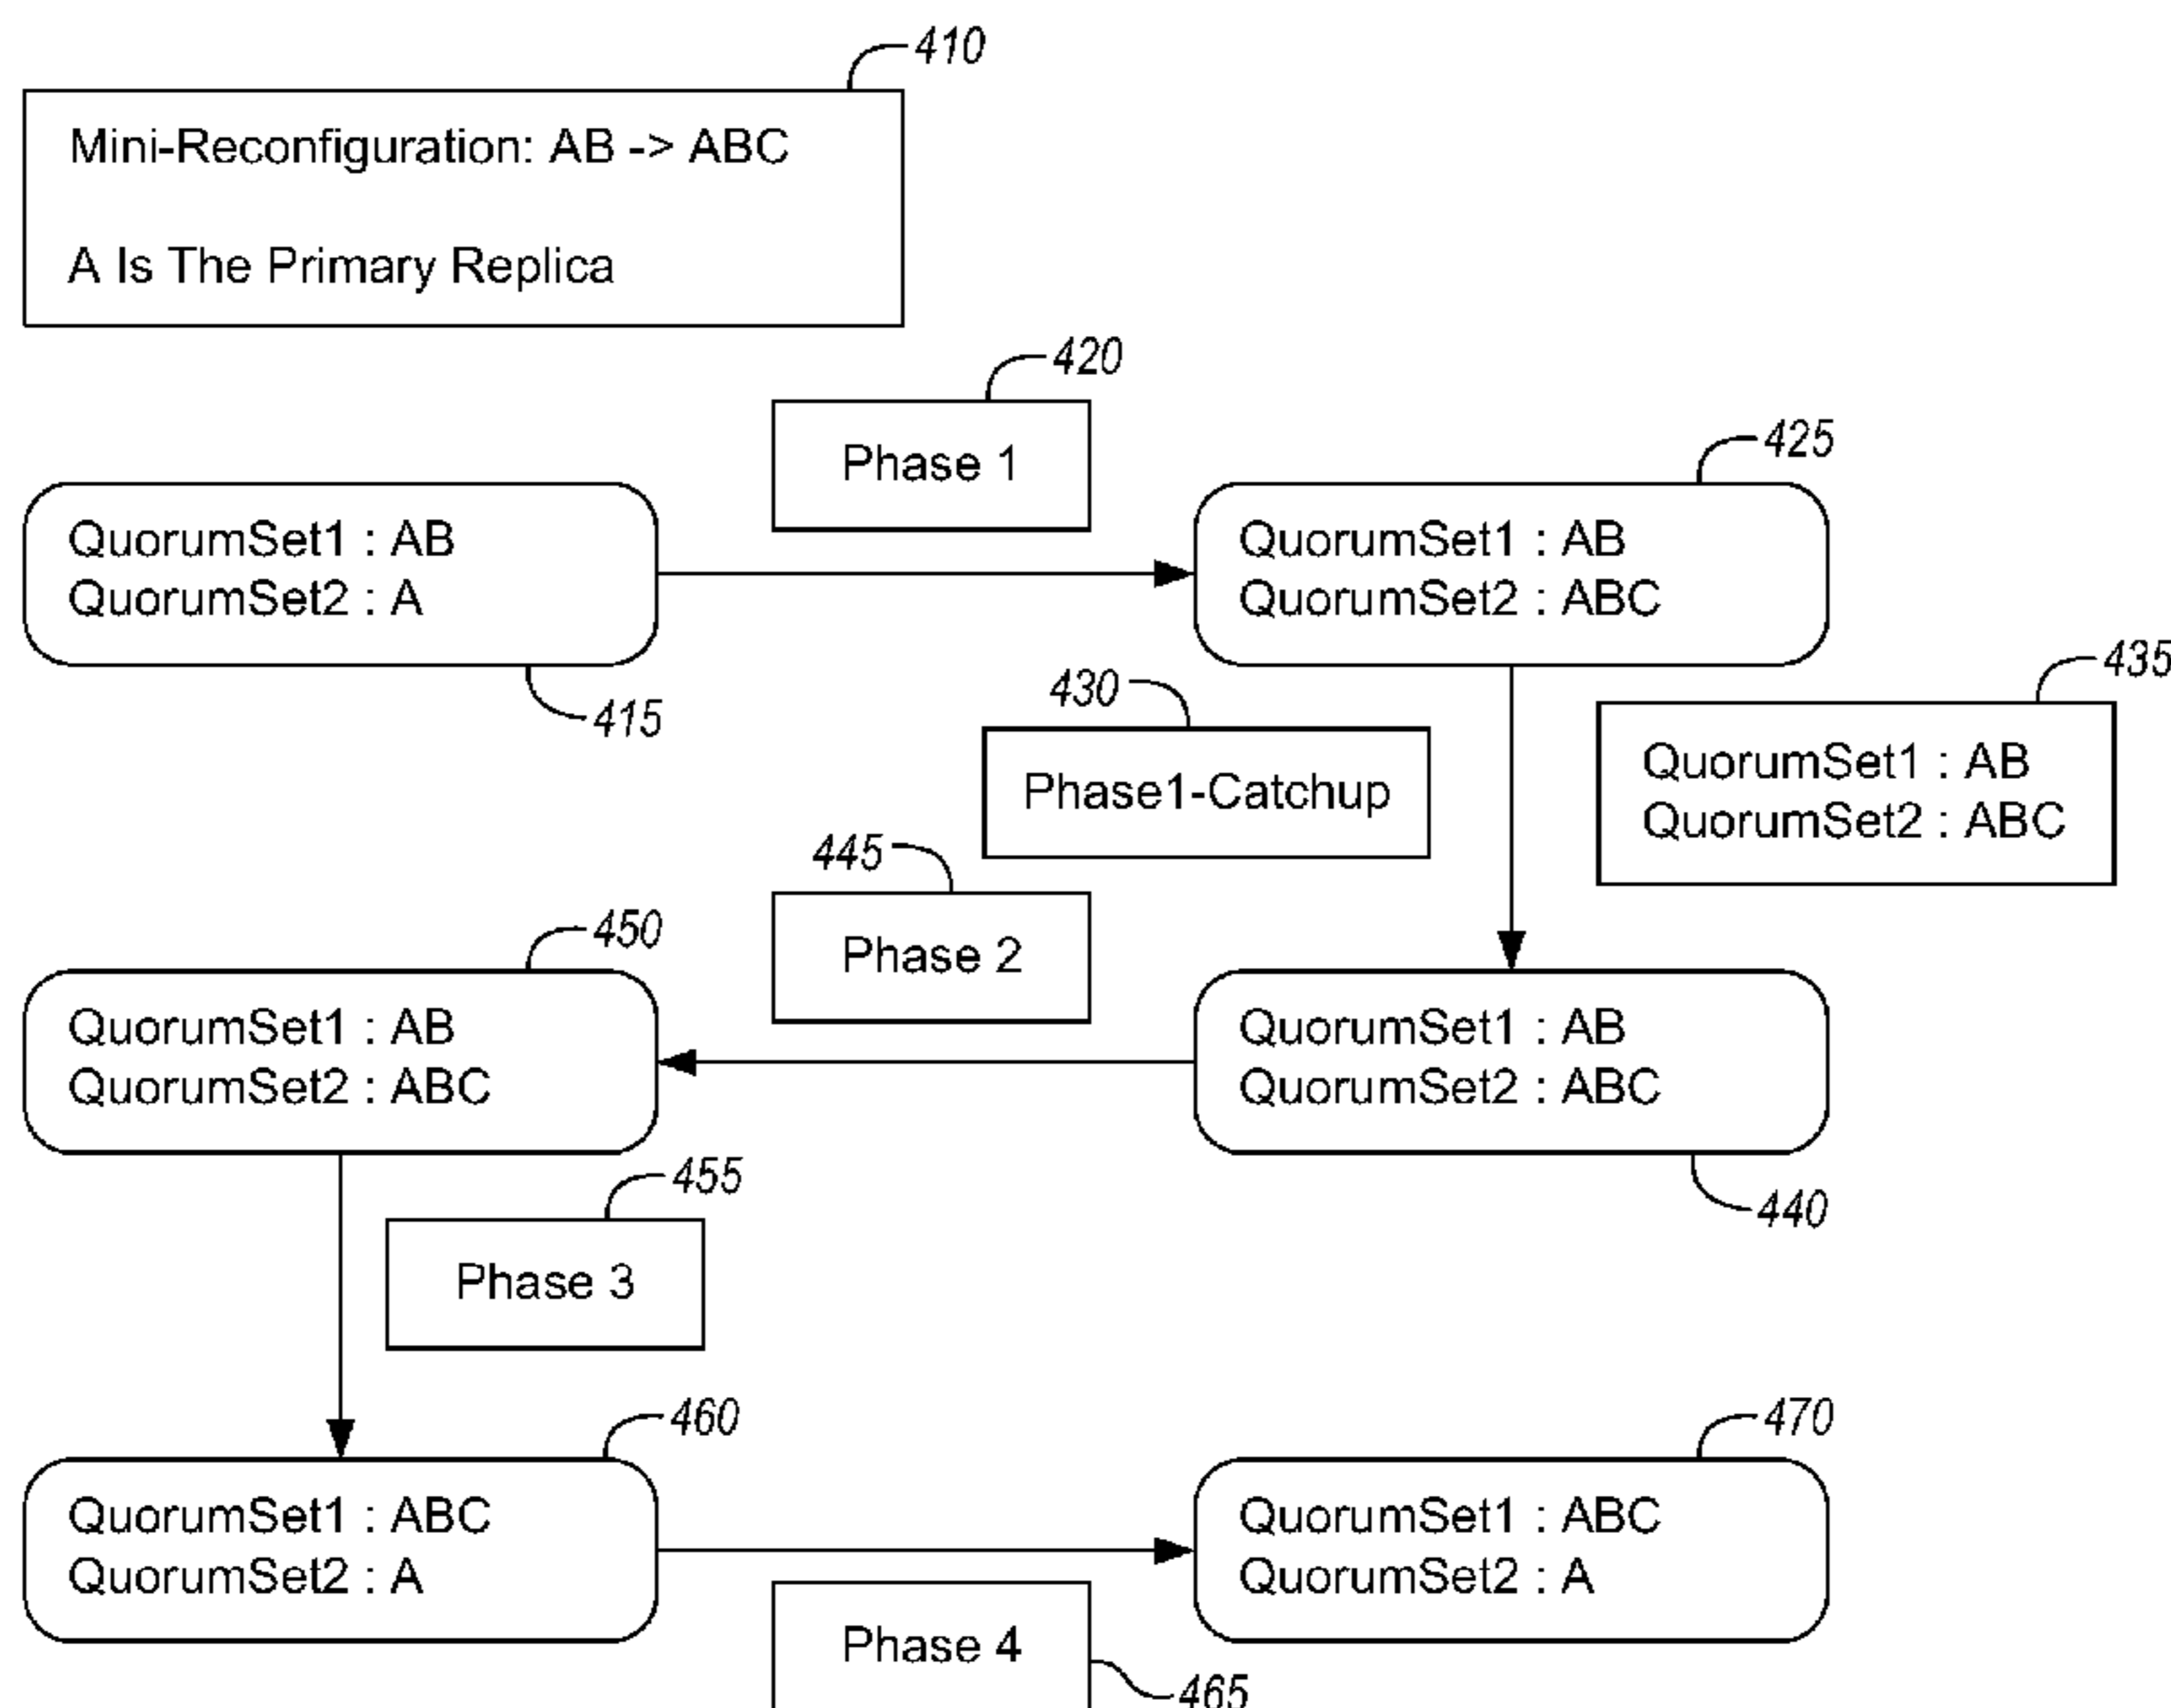 410
Mini-Reconfiguration: AB -> ABC
A Is The Primary Replica
420
Phase 1
425
QuorumSet1 : AB
QuorumSet2 : A
415
QuorumSet1 : AB
QuorumSet2 : ABC
430
Phase1-Catchup
435
QuorumSet1 : AB
QuorumSet2 : ABC
445
Phase 2
450
QuorumSet1 : AB
QuorumSet2 : ABC
QuorumSet1 : AB
QuorumSet2 : ABC
440
455
Phase 3
460
QuorumSet1 : ABC
QuorumSet2 : A
470
QuorumSet1 : ABC
QuorumSet2 : A
Phase 4
465